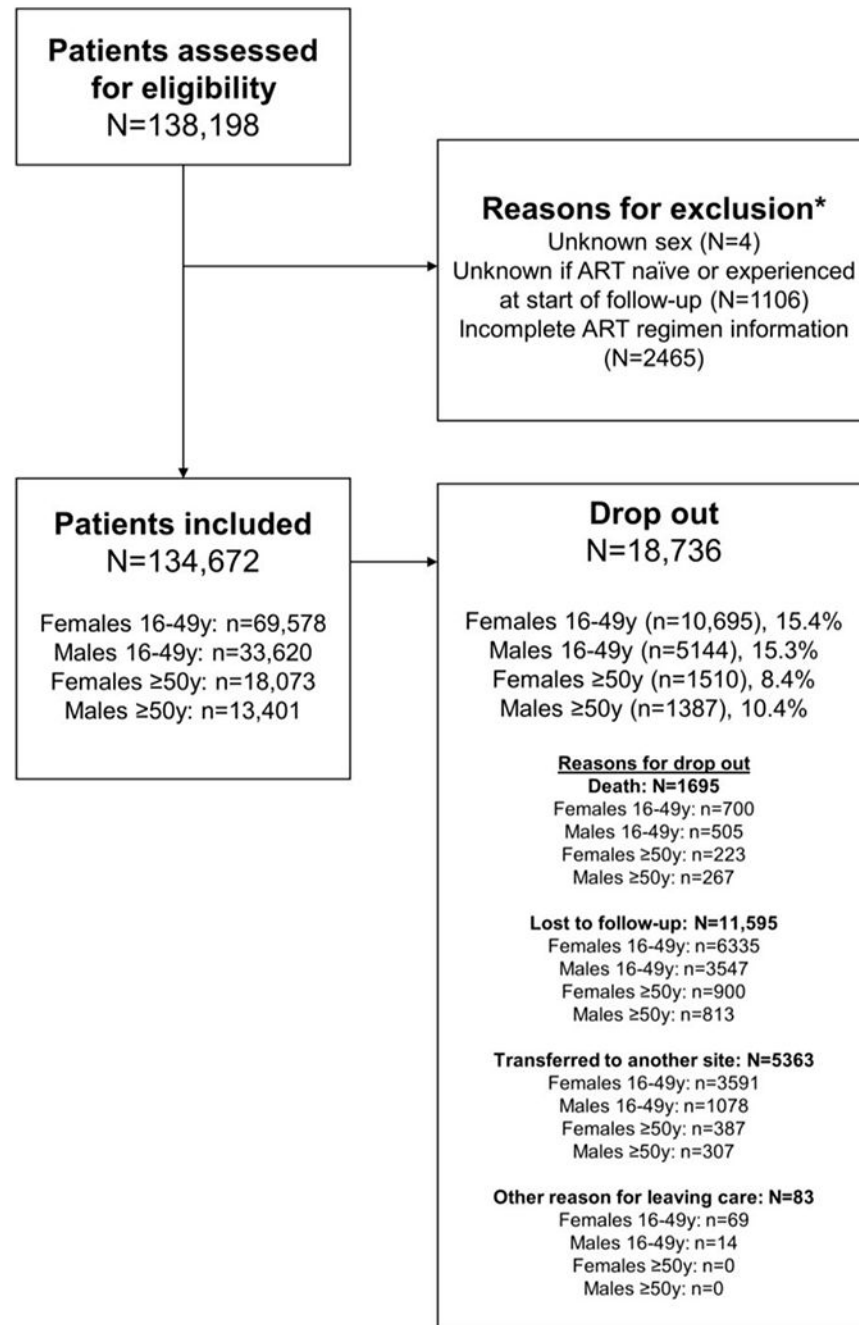 Patients assessed
for eligibility
N=138,198
Reasons for exclusion*
Unknown sex (N=4)
Unknown if ART naïve or experienced
at start of follow-up (N=1106)
Incomplete ART regimen information
(N=2465)
Patients included
N=134,672
Females 16-49y: n=69,578
Males 16-49y: n=33,620
Females ≥50y: n=18,073
Males ≥50y: n=13,401
Drop out
N=18,736
Females 16-49y (n=10,695), 15.4%
Males 16-49y (n=5144), 15.3%
Females ≥50y (n=1510), 8.4%
Males ≥50y (n=1387), 10.4%
Reasons for drop out
Death: N=1695
Females 16-49y: n=700
Males 16-49y: n=505
Females ≥50y: n=223
Males ≥50y: n=267
Lost to follow-up: N=11,595
Females 16-49y: n=6335
Males 16-49y: n=3547
Females ≥50y: n=900
Males ≥50y: n=813
Transferred to another site: N=5363
Females 16-49y: n=3591
Males 16-49y: n=1078
Females ≥50y: n=387
Males ≥50y: n=307
Other reason for leaving care: N=83
Females 16-49y: n=69
Males 16-49y: n=14
Females ≥50y: n=0
Males ≥50y: n=0